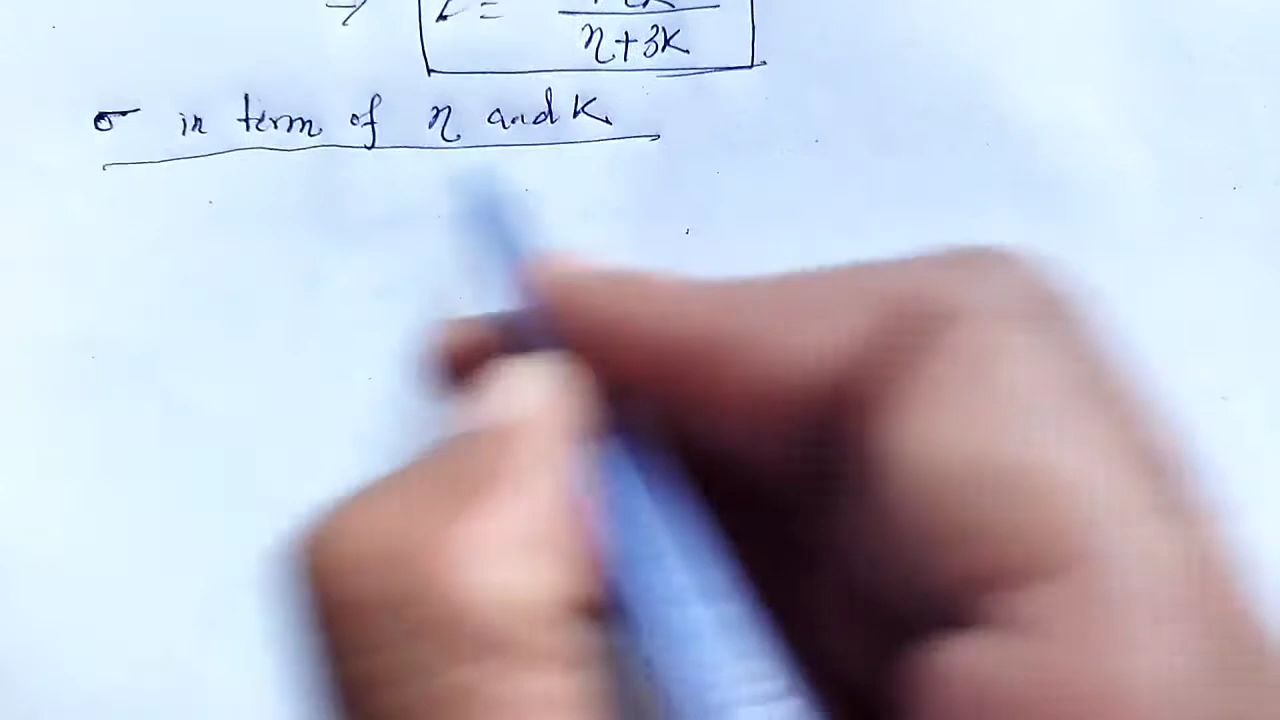 → =
η+3K
σ in term of η and K